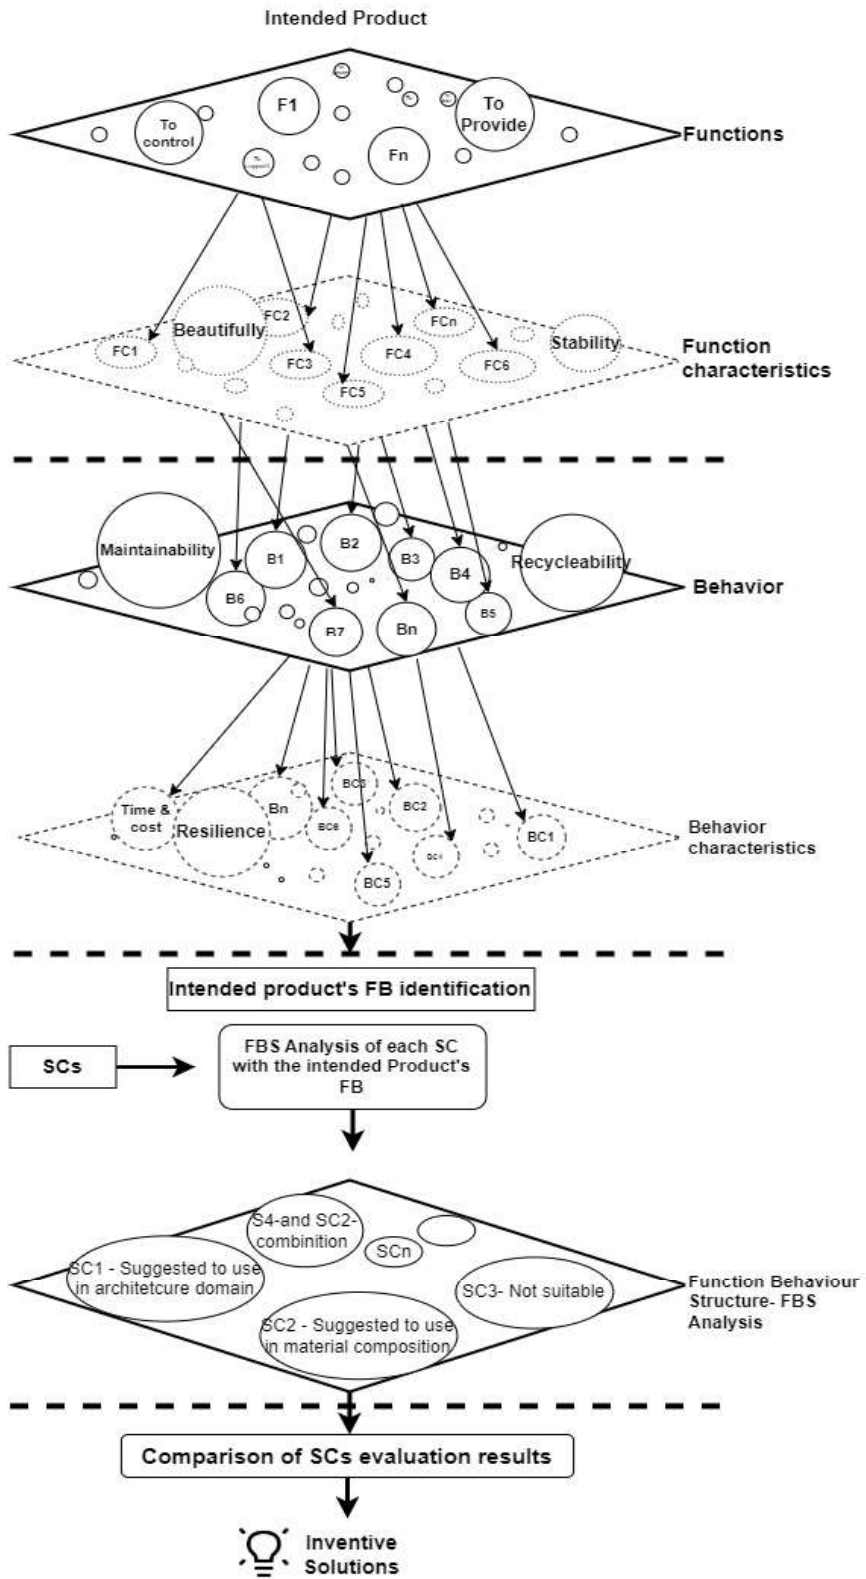 Intended Product
F1
To
Provide
To
control
Fn
Functions
FC2
Beautifully
FCn
Stability
FC1
FC3
FC4
FC6
FC5
Function
characteristics
Maintainability
B2
B1
B3
B4
Recycleability
B6
B5
B7
Bn
Behavior
Time &
cost
Resilience
Bn
BC2
BC1
BC5
Behavior
characteristics
Intended product's FB identification
SCs
FBS Analysis of each SC
with the intended Product's
FB
S4-and SC2-
combinition
SCn
SC1 - Suggested to use
in architetcure domain
SC3- Not suitable
SC2 - Suggested to use
in material composition
Function Behaviour
Structure- FBS
Analysis
Comparison of SCs evaluation results
Inventive
Solutions